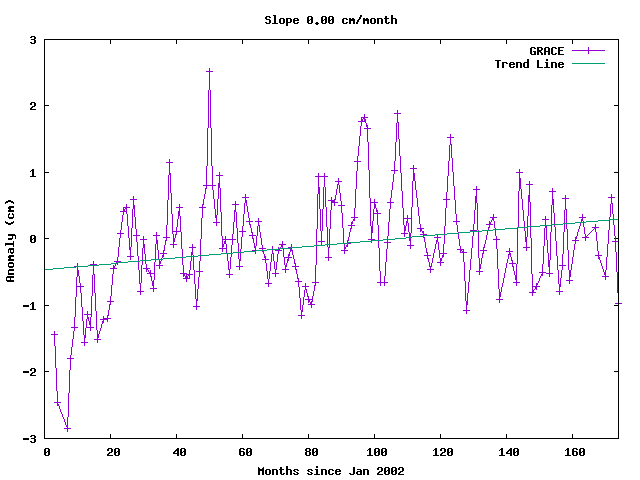 Slope 0.00 cm/month
GRACE
Trend Line
3
2
1
0
-1
-2
-3
Anomaly (cm)
0 20 40 60 80 100 120 140 160
Months since Jan 2002